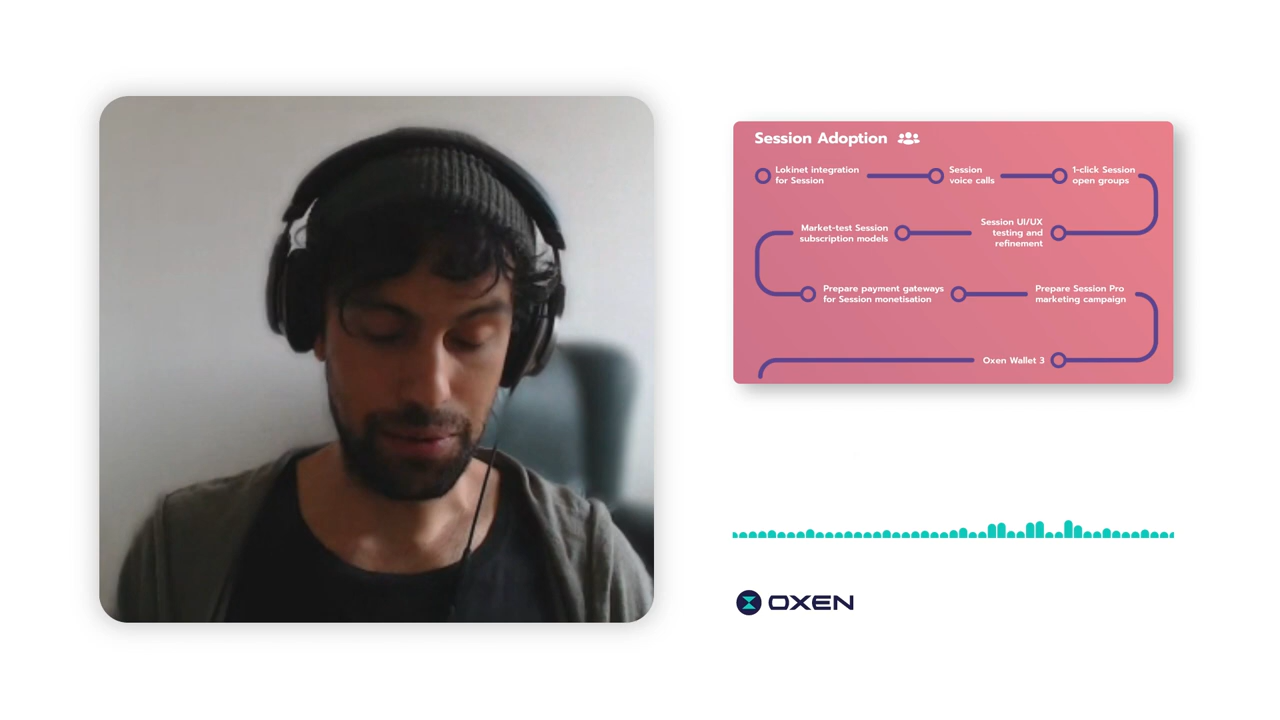 Session Adoption
Lokinet integration
for Session
Session
voice calls
1-click Session
open groups
Session UI/UX
testing and
refinement
Market-test Session
subscription models
Prepare payment gateways
for Session monetisation
Prepare Session Pro
marketing campaign
Oxen Wallet 3
OXEN